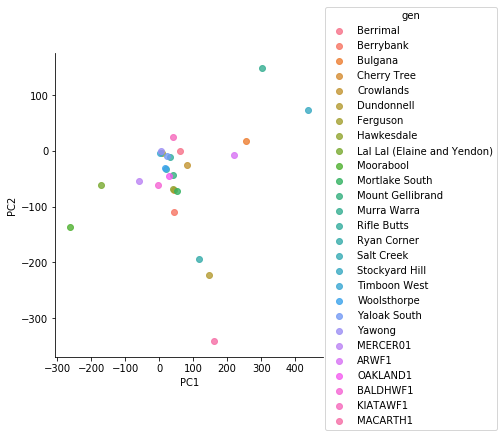 gen
Berrimal
Berrybank
Bulgana
Cherry Tree
Crowlands
Dundonnell
Ferguson
Hawkesdale
Lal Lal (Elaine and Yendon)
Moorabool
Mortlake South
Mount Gellibrand
Murra Warra
Rifle Butts
Ryan Corner
Salt Creek
Stockyard Hill
Timboon West
Woolsthorpe
Yaloak South
Yawong
MERCER01
ARWF1
OAKLAND1
BALDHWF1
KIATAWF1
MACARTH1
100
0
−100
−200
−300
PC2
−300 −200 −100 0 100 200 300 400
PC1